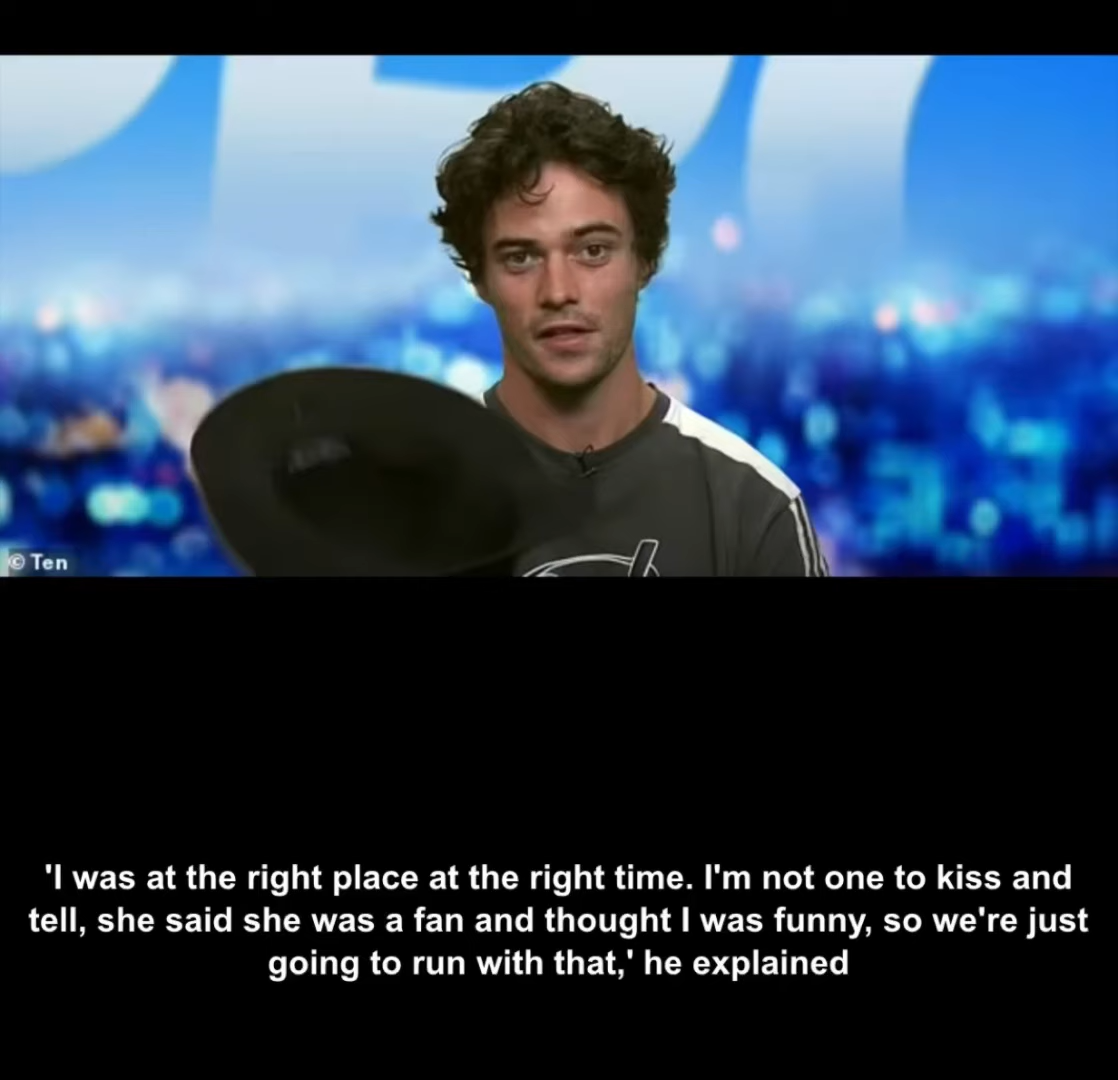 © Ten
'I was at the right place at the right time. I'm not one to kiss and
tell, she said she was a fan and thought I was funny, so we're just
going to run with that,' he explained